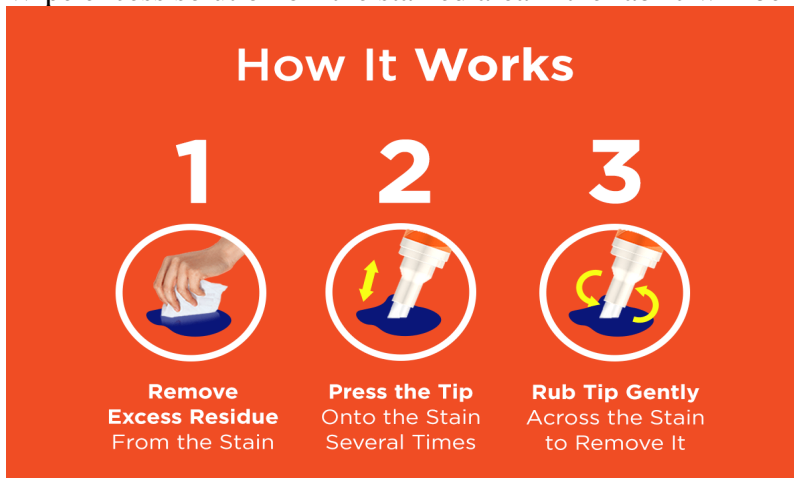 How It Works
1
2
3
Remove
Excess Residue
From the Stain
Press the Tip
Onto the Stain
Several Times
Rub Tip Gently
Across the Stain
to Remove It